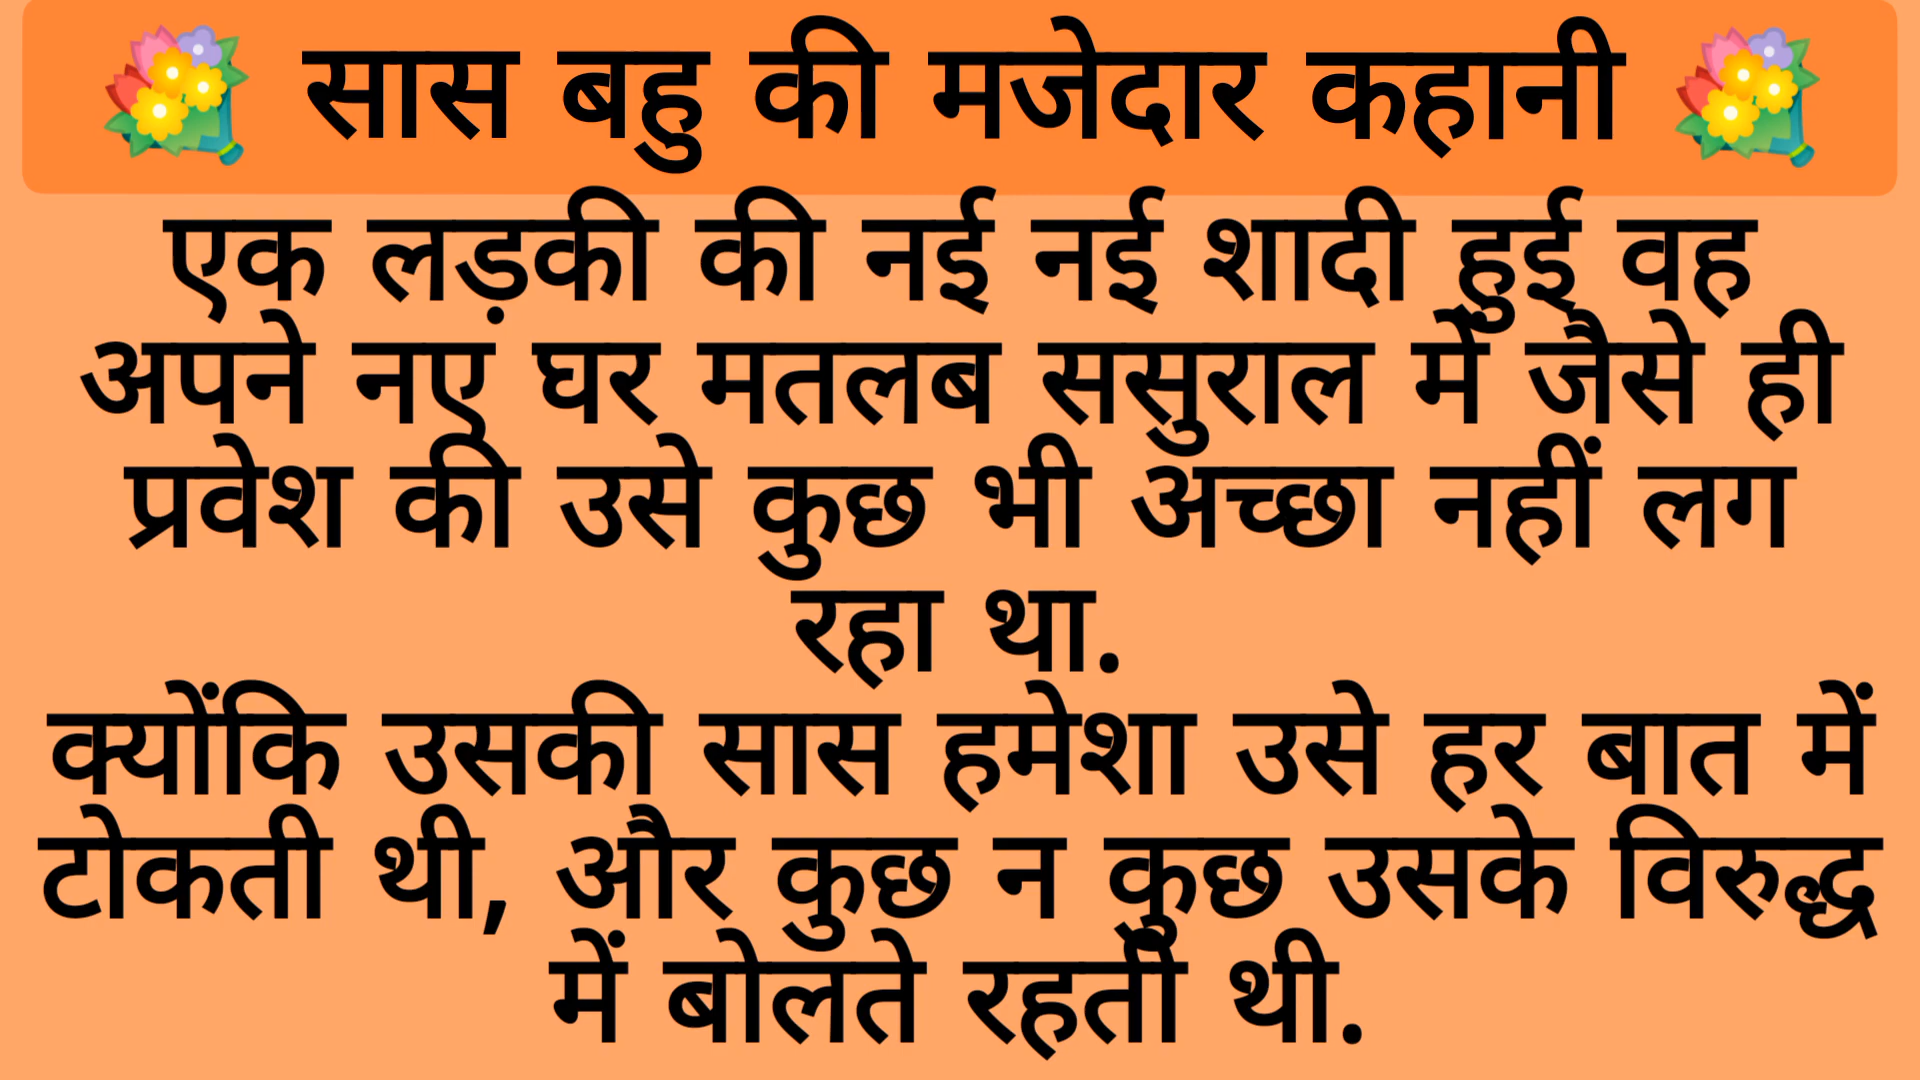 सास बहु की मजेदार कहानी
एक लड़की की नई नई शादी हुई वह
अपने नए घर मतलब ससुराल में जैसे ही
प्रवेश की उसे कुछ भी अच्छा नहीं लग
रहा था.
क्योंकि उसकी सास हमेशा उसे हर बात में
टोकती थी, और कुछ न कुछ उसके विरुद्ध
में बोलते रहती थी.